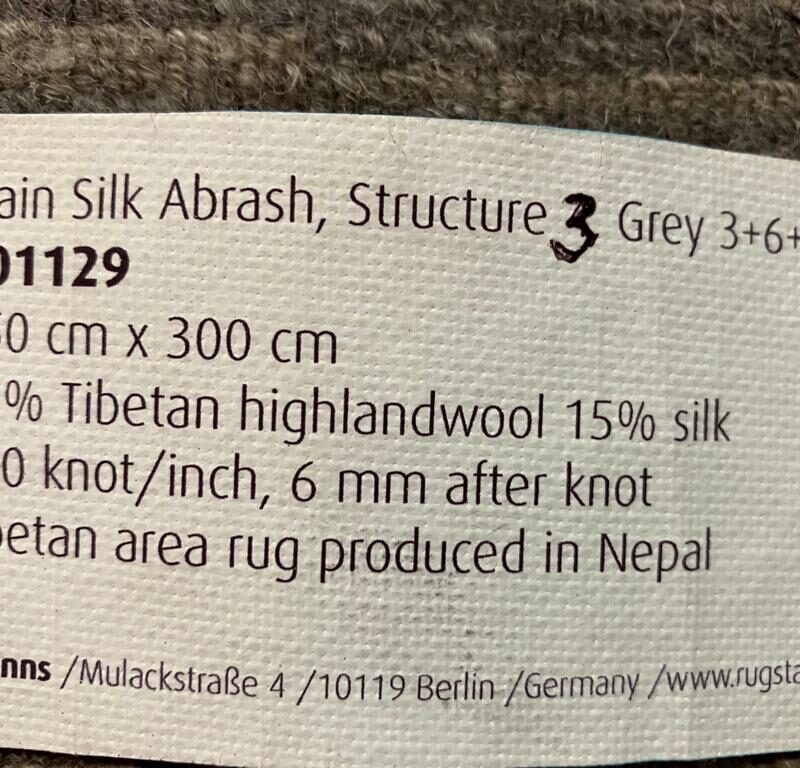 ain Silk Abrash, Structure 3 Grey 3+6+
01129
0 cm x 300 cm
% Tibetan highlandwool 15% silk
0 knot/inch, 6 mm after knot
betan area rug produced in Nepal
nns /Mulackstraße 4 /10119 Berlin /Germany /www.rugsta